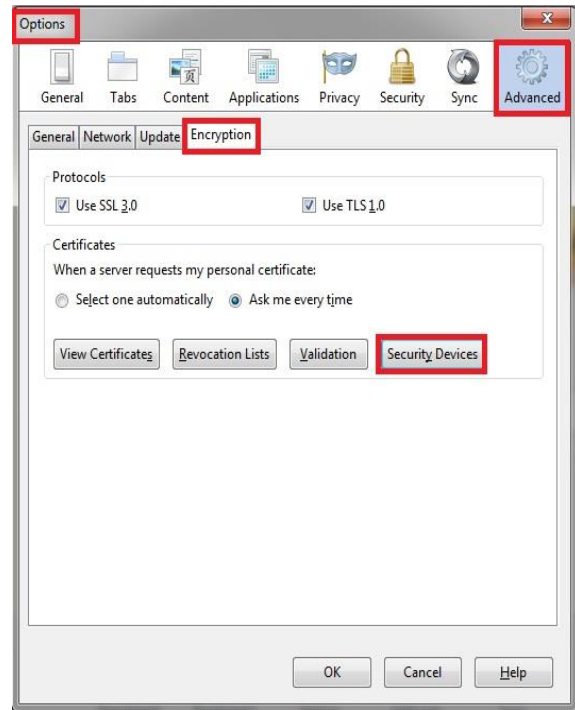 Options
x
General Tabs Content Applications Privacy Security Sync Advanced
General Network Update Encryption
Protocols
Use SSL 3.0 Use TLS 1.0
Certificates
When a server requests my personal certificate:
Select one automatically Ask me every time
View Certificates Revocation Lists Validation Security Devices
OK Cancel Help